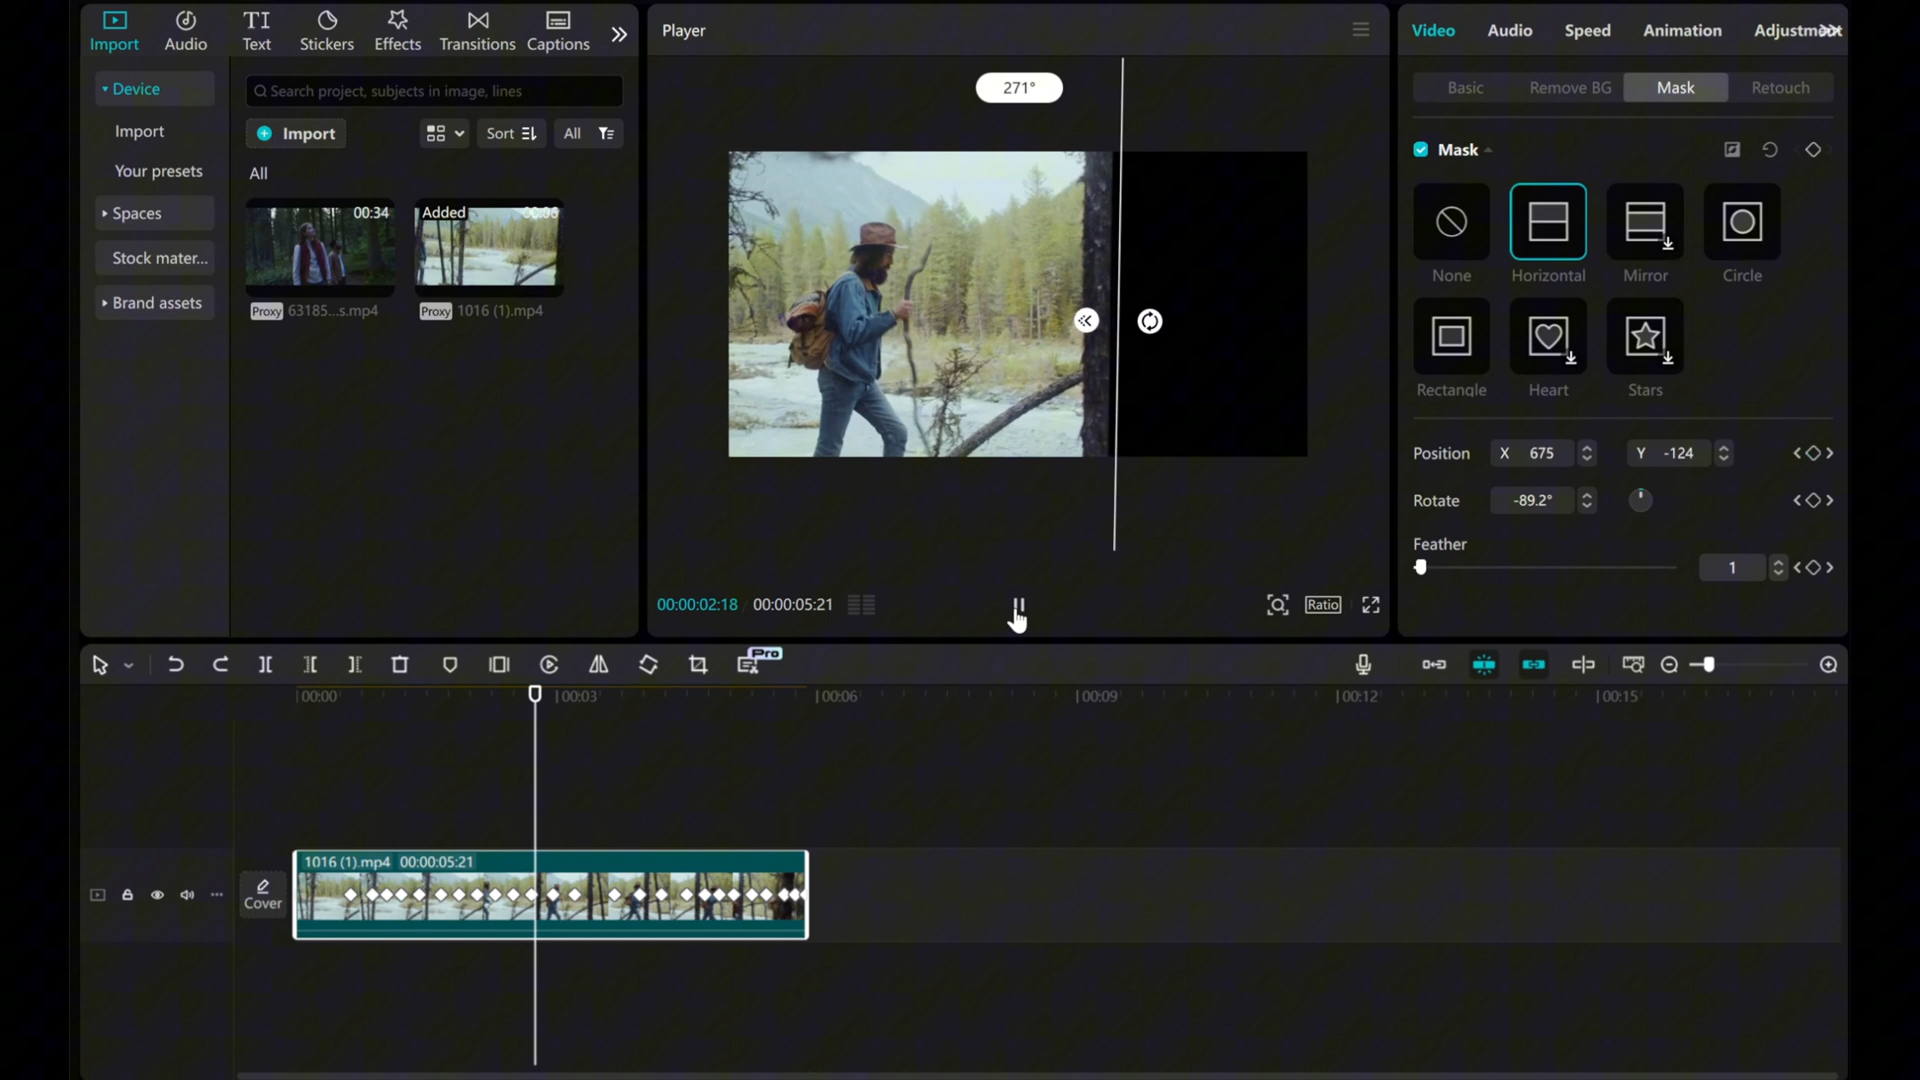 Import
Audio
Text
Stickers
Effects
Transitions
Captions
Device
Import
Your presets
Spaces
Stock mater...
Brand assets
Search project, subjects in image, lines
Import
Sort
All
All
00:34
Added
Proxy 63185...s.mp4
Proxy 1016 (1).mp4
Player
271°
00:00:02:18 00:00:05:21
Ratio
Video
Audio
Speed
Animation
Adjustment
Basic
Remove BG
Mask
Retouch
Mask
None
Horizontal
Mirror
Circle
Rectangle
Heart
Stars
Position X 675 Y -124
Rotate -89.2°
Feather
1
Pro
00:00
00:03
00:06
00:09
00:12
00:15
1016 (1).mp4 00:00:05:21
Cover